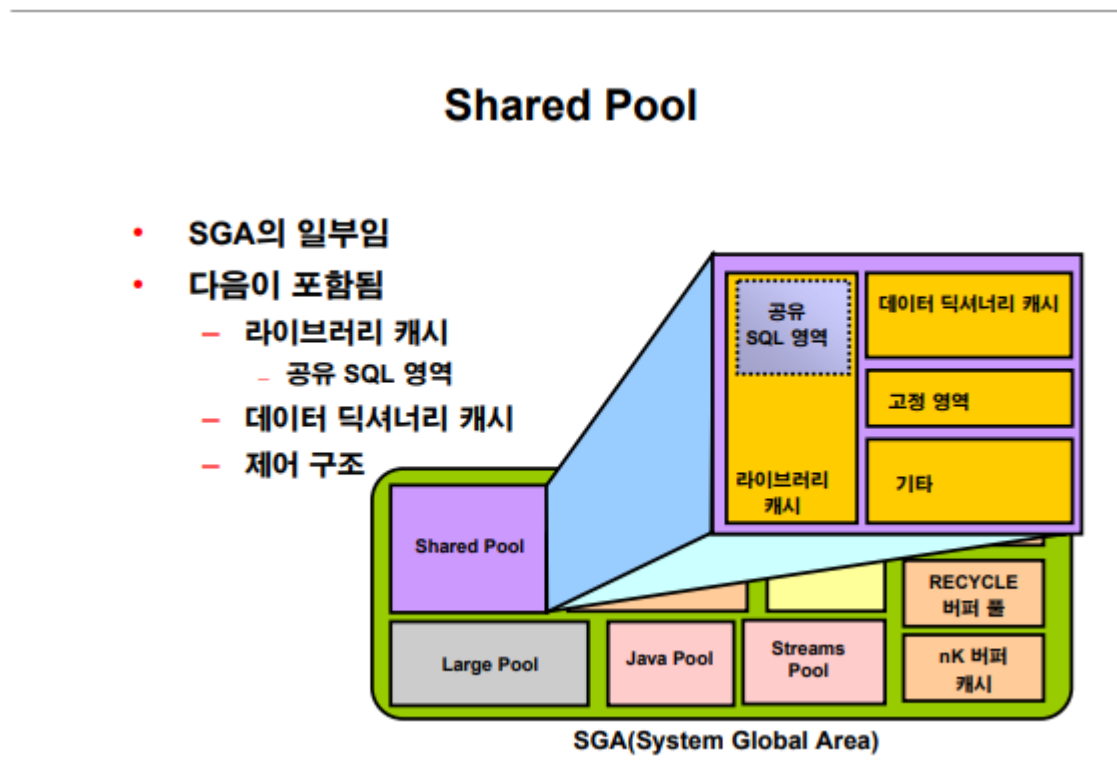 Shared Pool
• SGA의 일부임
• 다음이 포함됨
– 라이브러리 캐시
– 공유 SQL 영역
– 데이터 딕셔너리 캐시
– 제어 구조
공유
SQL 영역
라이브러리
캐시
데이터 딕셔너리 캐시
고정 영역
기타
Shared Pool
RECYCLE
버퍼 풀
Large Pool
Java Pool
Streams
Pool
nK 버퍼
캐시
SGA(System Global Area)